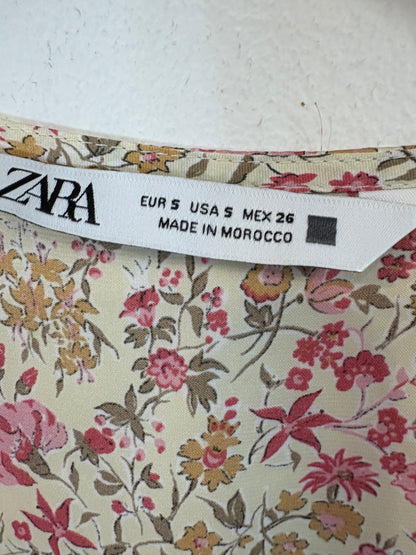 ZARA
EUR S USA S MEX 26
MADE IN MOROCCO